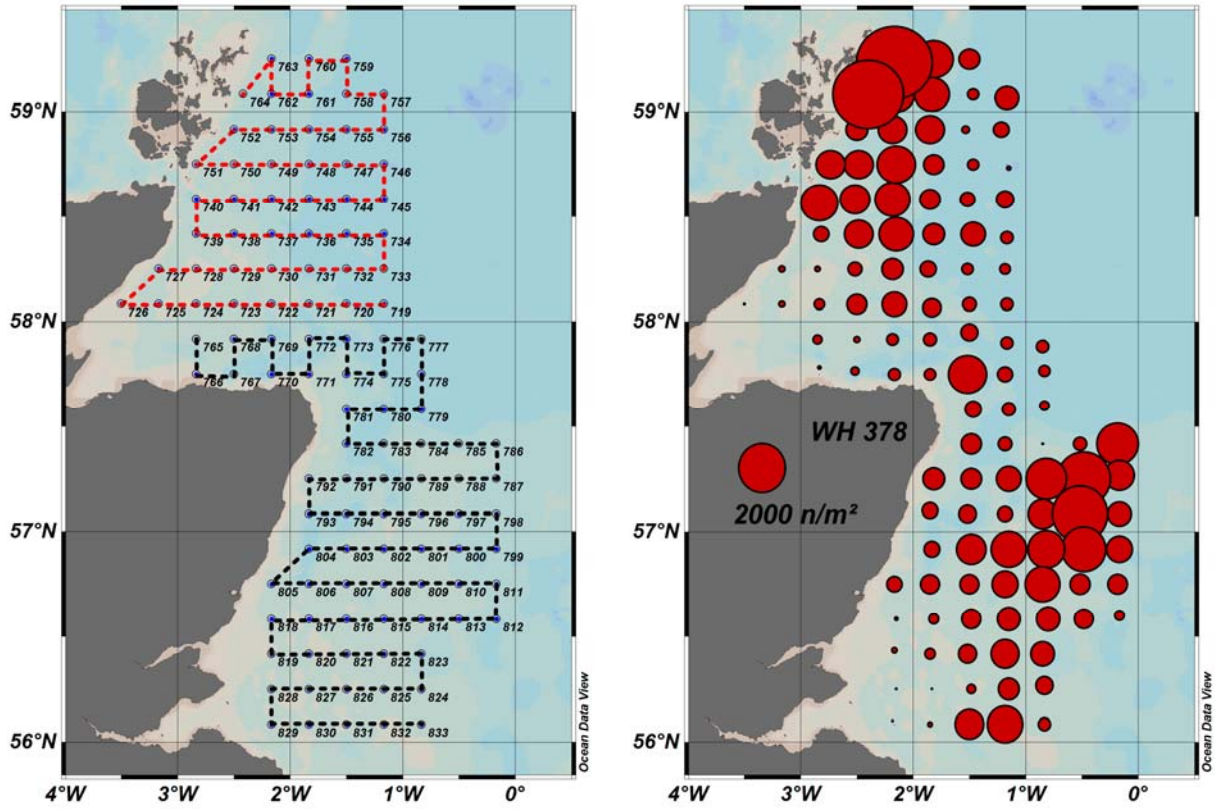 763 760 759
59°N
764 762 761 758 757
752 753 754 755 756
751 750 749 748 747 746
740 741 742 743 744 745
739 738 737 736 735 734
727 728 729 730 731 732 733
726 725 724 723 722 721 720 719
58°N
765 768 769 772 773 776 777
766 767 770 771 774 775 778
781 780 779
782 783 784 785 786
792 791 790 789 788 787
793 794 795 796 797 798
57°N
804 803 802 801 800 799
805 806 807 808 809 810 811
818 817 816 815 814 813 812
819 820 821 822 823
828 827 826 825 824
829 830 831 832 833
56°N
4°W 3°W 2°W 1°W 0°
Ocean Data View
59°N
58°N
WH 378
2000 n/m²
57°N
56°N
4°W 3°W 2°W 1°W 0°
Ocean Data View